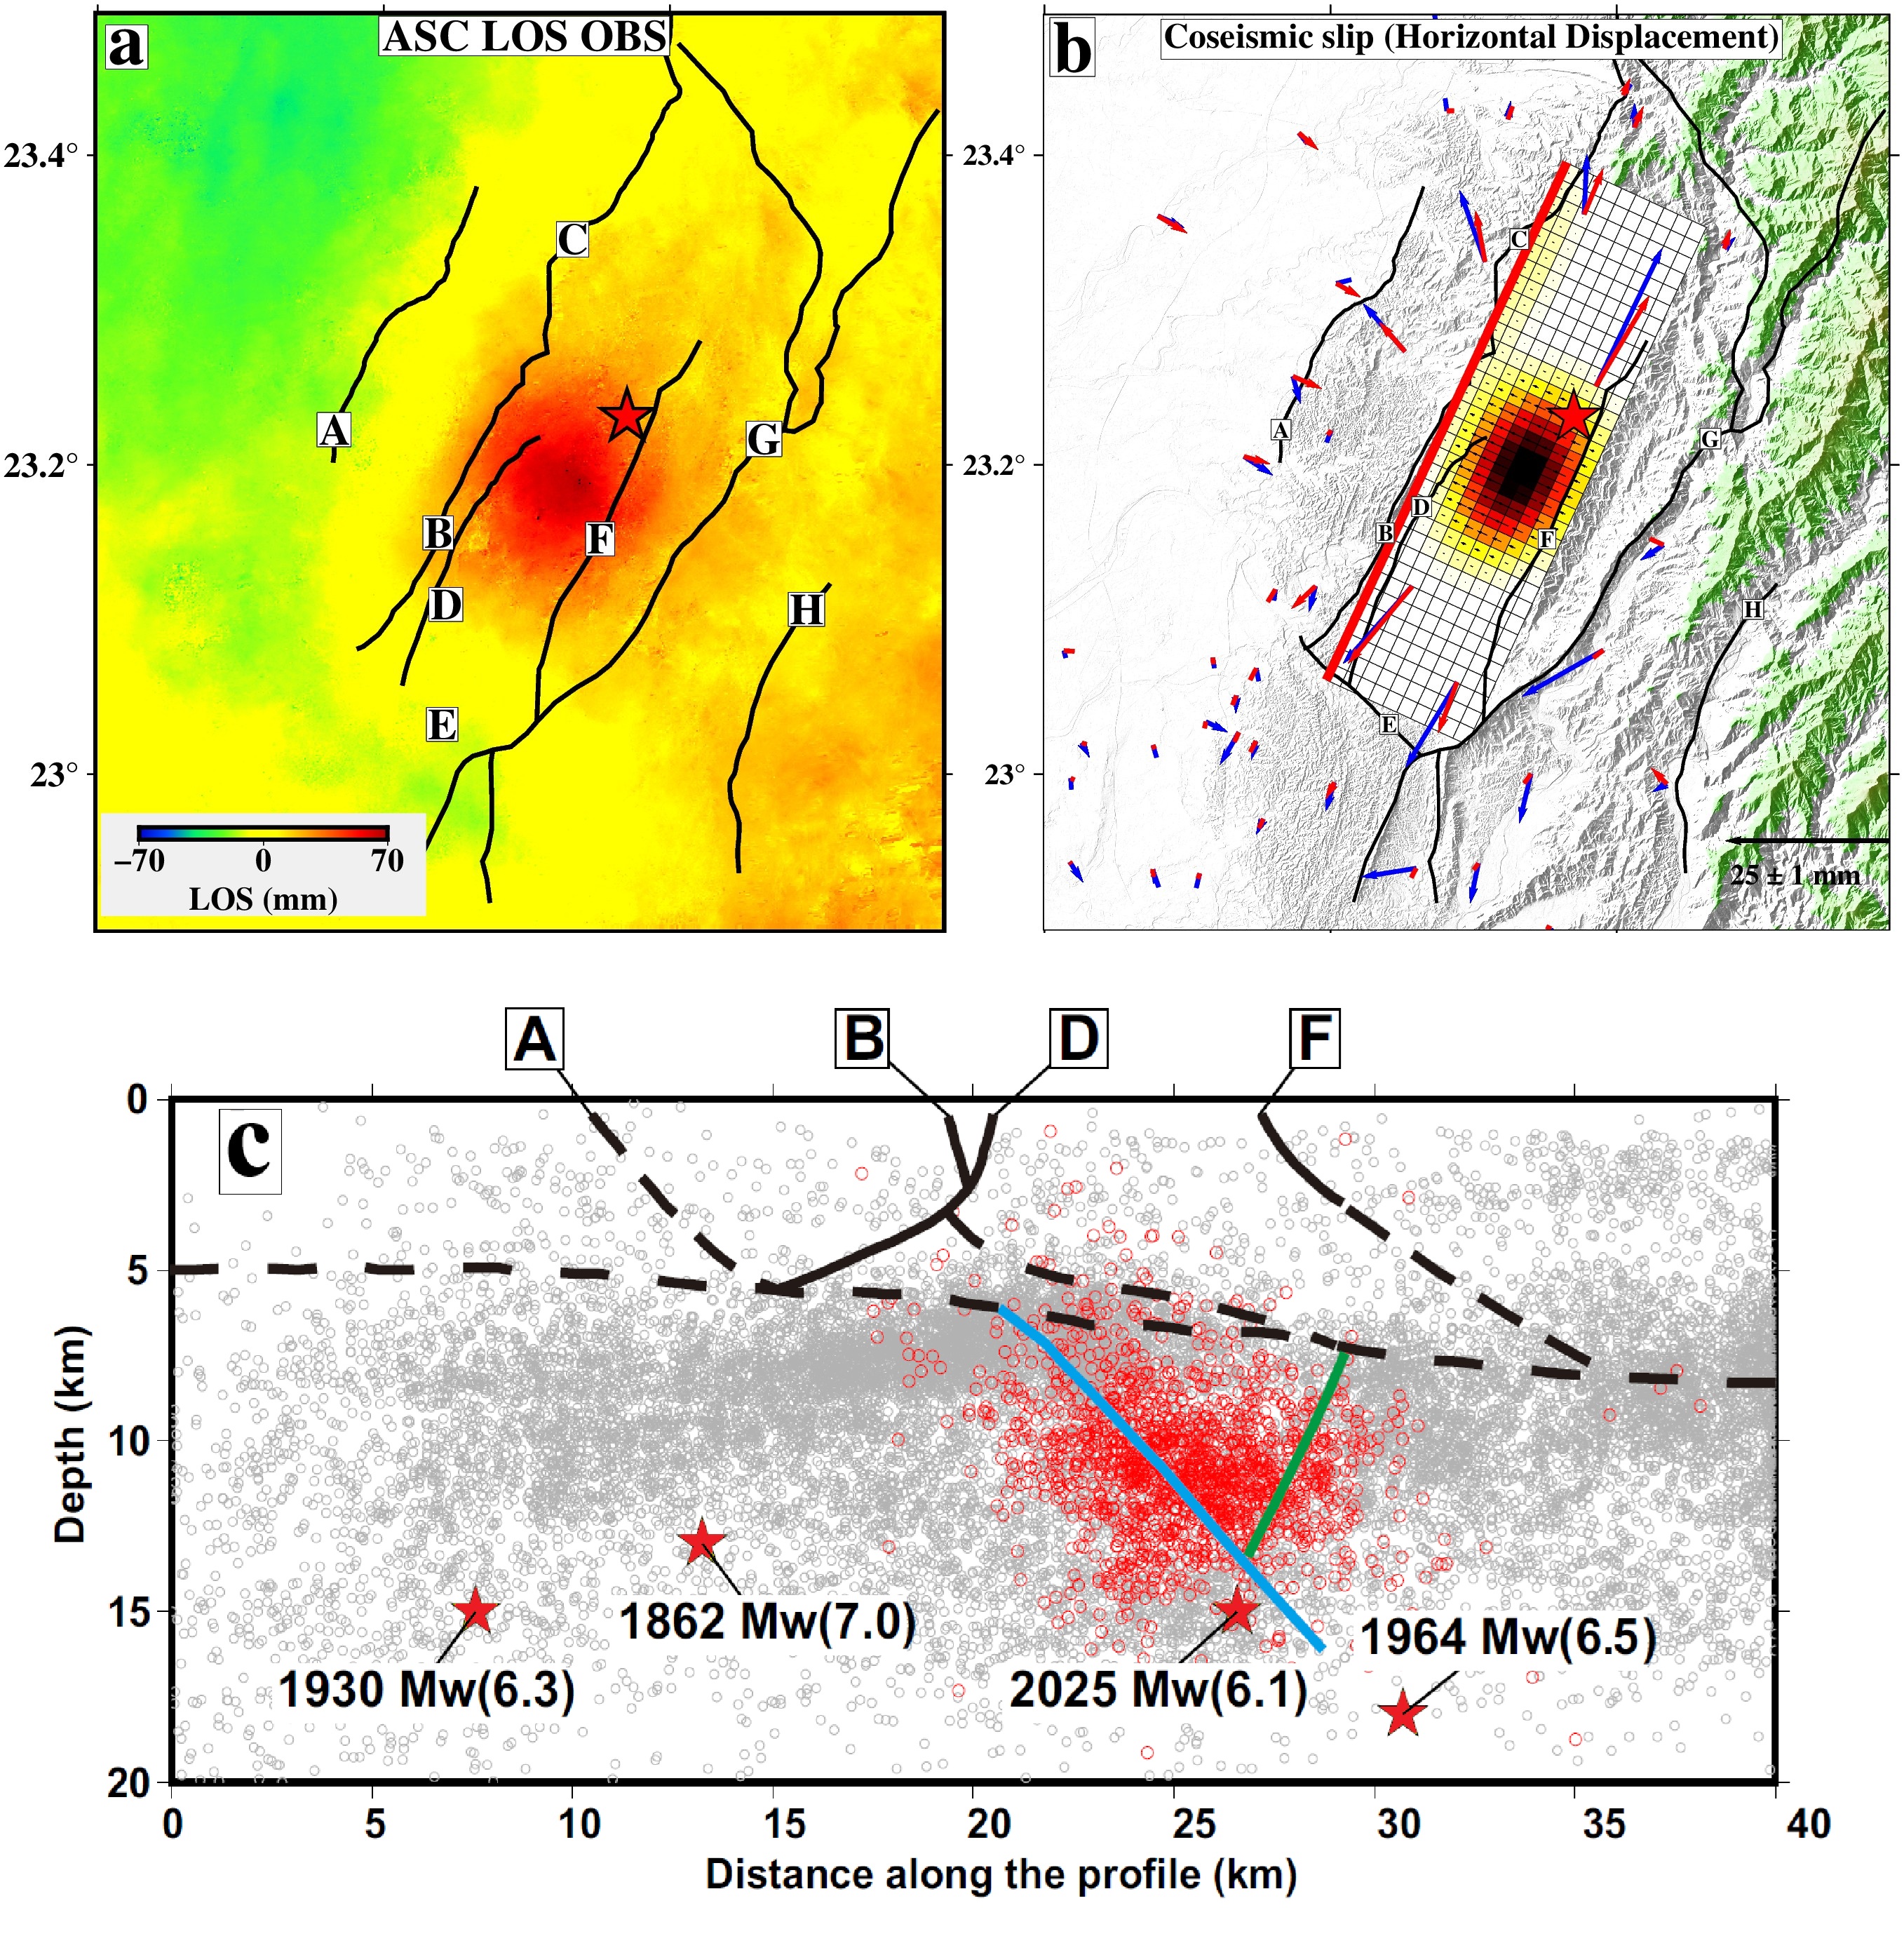 a
ASC LOS OBS
23.4°
23.2°
23°
C
A
G
B
F
D
H
E
−70 0 70
LOS (mm)
b
Coseismic slip (Horizontal Displacement)
23.4°
23.2°
23°
C
A
G
D
B
F
H
E
25 ± 1 mm
A B D F
c
0
5
10
15
20
Depth (km)
1862 Mw(7.0)
1964 Mw(6.5)
1930 Mw(6.3)
2025 Mw(6.1)
0 5 10 15 20 25 30 35 40
Distance along the profile (km)